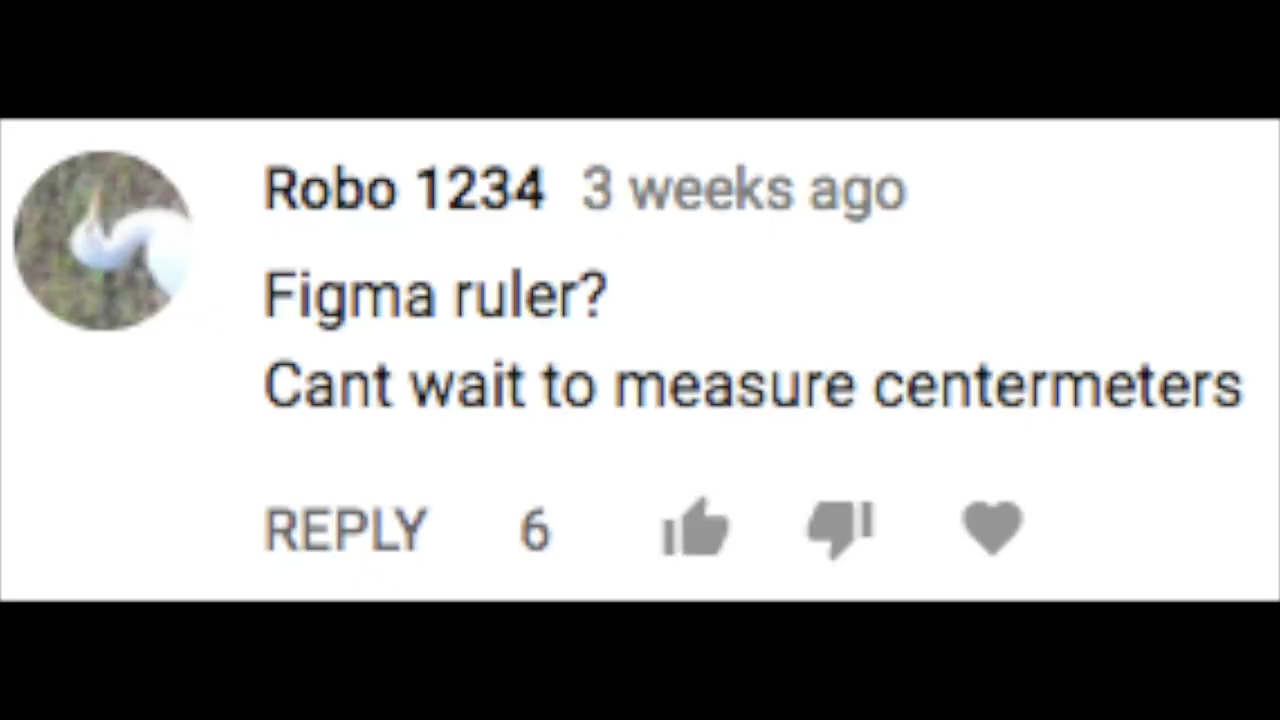 Robo 1234 3 weeks ago
Figma ruler?
Cant wait to measure centermeters
REPLY 6